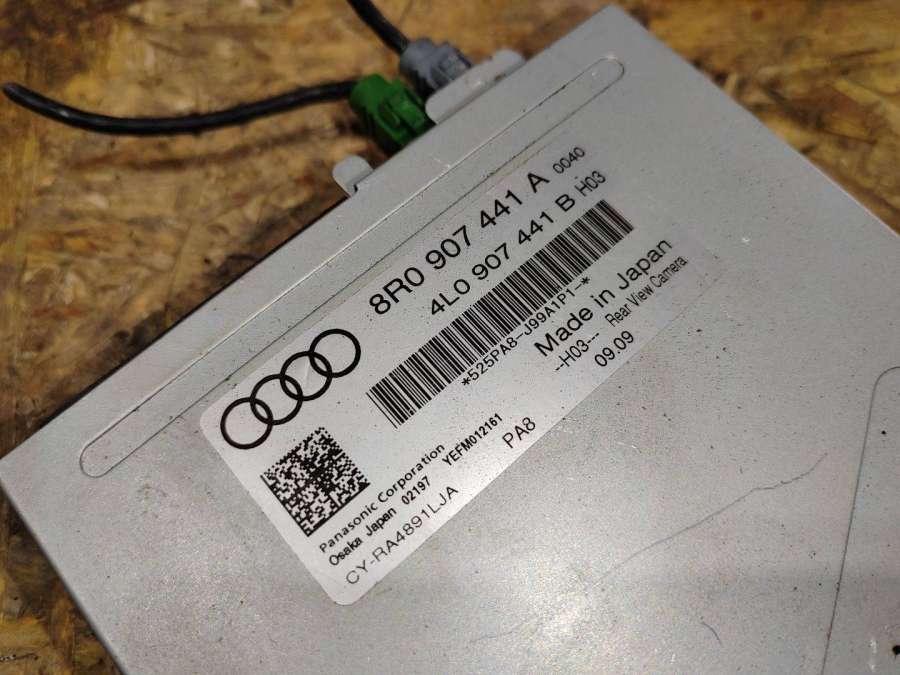 8R0 907 441 A 0040
4L0 907 441 B H03
*525PA8-J99A1P1-*
Made in Japan
--H03--- Rear View Camera
09.09
Panasonic Corporation
Osaka Japan 02197 YEFM012161
CY-RA4891LJA PA8